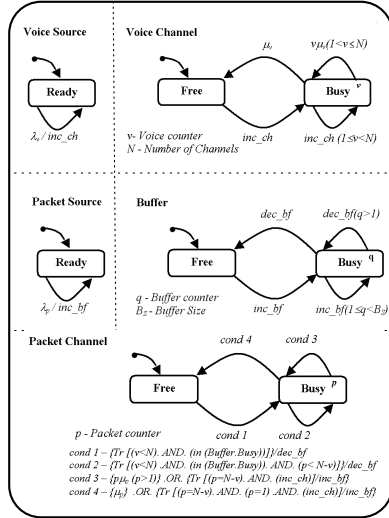 Voice Source
Voice Channel
μv
vμv(1<v≤N)
Ready
Free
Busy v
λv / inc_ch
v- Voice counter
inc_ch
inc_ch (1≤v<N)
N - Number of Channels
Packet Source
Buffer
dec_bf
dec_bf(q>1)
Ready
Free
Busy q
λp / inc_bf
q - Buffer counter
inc_bf
inc_bf(1≤q<BS)
BS - Buffer Size
Packet Channel
cond 4
cond 3
Free
Busy p
p - Packet counter
cond 1
cond 2
cond 1 – {Tr [(v<N) .AND. (in (Buffer.Busy))]}/dec_bf
cond 2 – {Tr [(v<N) .AND. (in (Buffer.Busy)). AND. (p< N-v)]}/dec_bf
cond 3 – {pμp (p>1)} .OR. {Tr [(p=N-v). AND. (inc_ch)]/inc_bf}
cond 4 – {μp} .OR. {Tr [(p=N-v). AND. (p=1) .AND. (inc_ch)]/inc_bf}